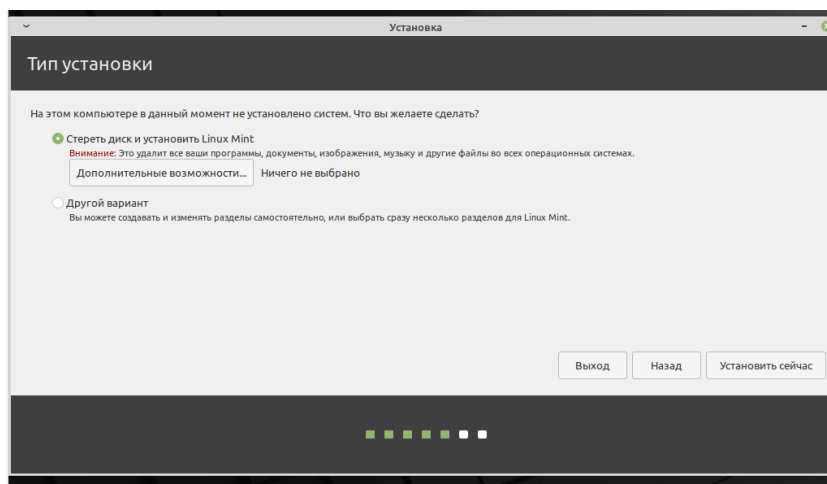 Установка
Тип установки
На этом компьютере в данный момент не установлено систем. Что вы желаете сделать?
Стереть диск и установить Linux Mint
Внимание: Это удалит все ваши программы, документы, изображения, музыку и другие файлы во всех операционных системах.
Дополнительные возможности... Ничего не выбрано
Другой вариант
Вы можете создавать и изменять разделы самостоятельно, или выбрать сразу несколько разделов для Linux Mint.
Выход Назад Установить сейчас